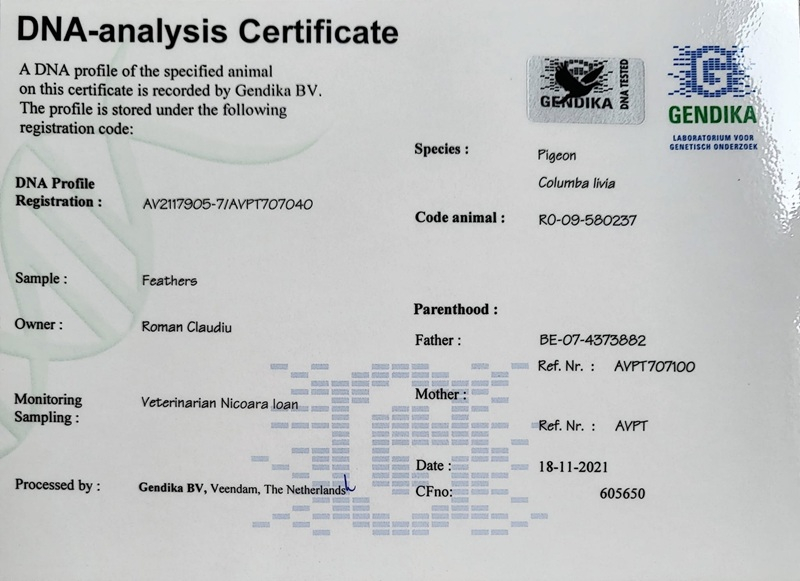 DNA-analysis Certificate
A DNA profile of the specified animal
on this certificate is recorded by Gendika BV.
The profile is stored under the following
registration code:
GENDIKA
DNA TESTED
GENDIKA
LABORATORIUM VOOR
GENETISCH ONDERZOEK
Species : Pigeon
Columba livia
DNA Profile
Registration : AV2117905-7/AVPT707040
Code animal : RO-09-580237
Sample : Feathers
Owner : Roman Claudiu
Parenthood :
Father : BE-07-4373882
Ref. Nr. : AVPT707100
Monitoring
Sampling : Veterinarian Nicoara Ioan
Mother :
Ref. Nr. : AVPT
Processed by : Gendika BV, Veendam, The Netherlands
Date : 18-11-2021
CFno: 605650